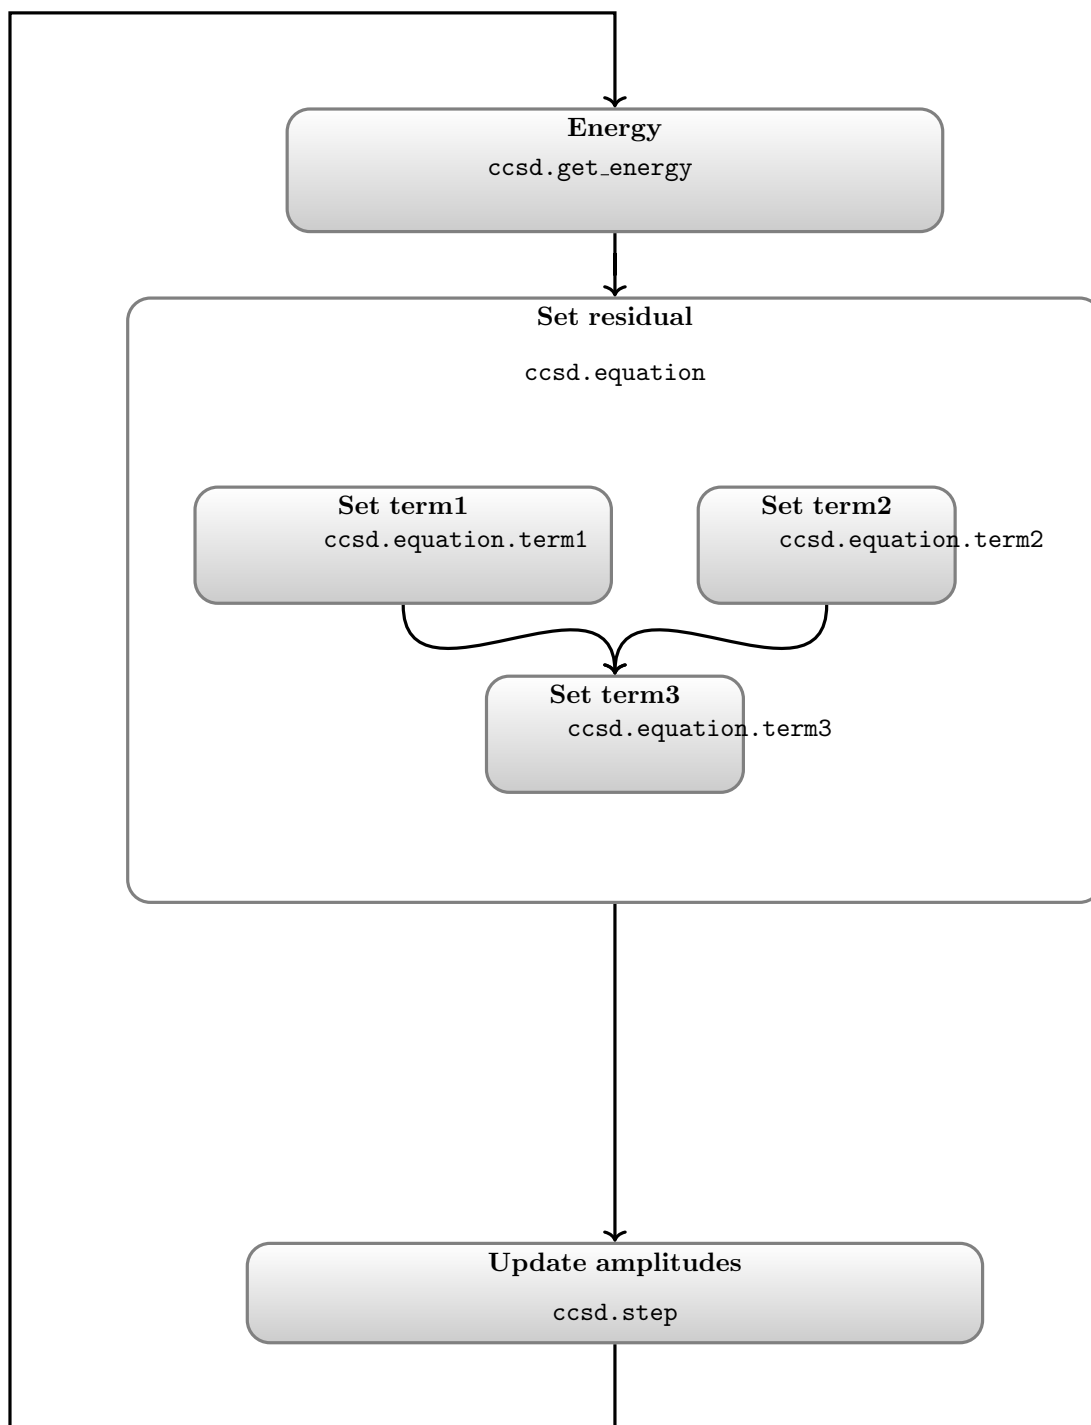 Energy
ccsd.get_energy
Set residual
ccsd.equation
Set term1
ccsd.equation.term1
Set term2
ccsd.equation.term2
Set term3
ccsd.equation.term3
Update amplitudes
ccsd.step